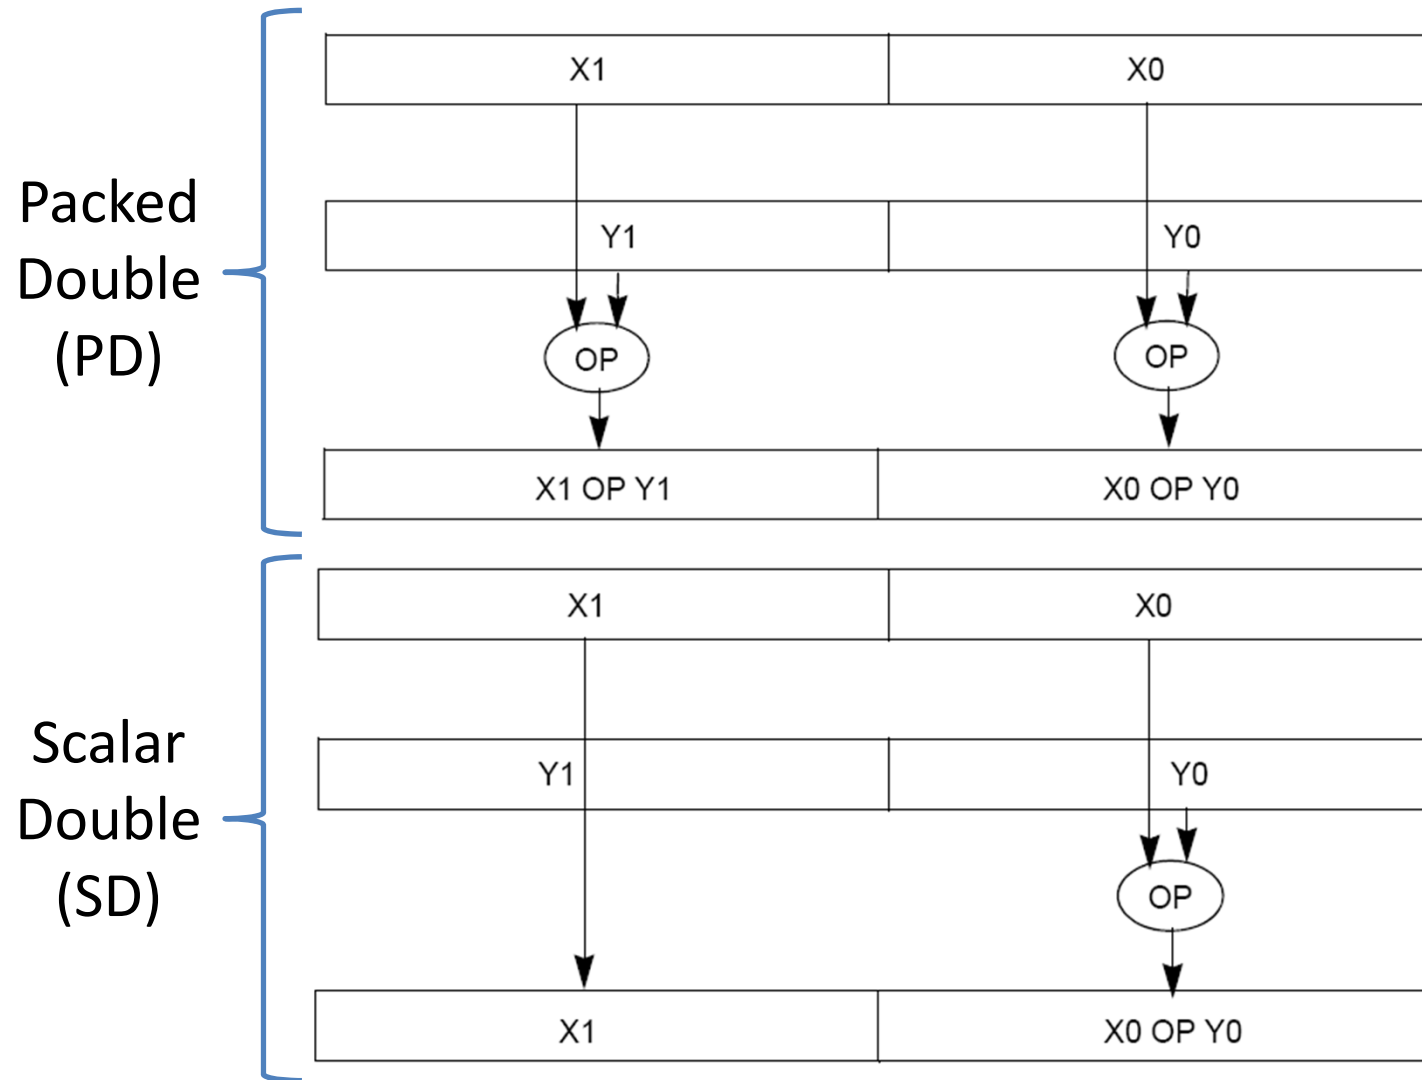 Packed
Double
(PD)
X1 X0
Y1 Y0
OP OP
X1 OP Y1 X0 OP Y0
Scalar
Double
(SD)
X1 X0
Y1 Y0
OP
X1 X0 OP Y0